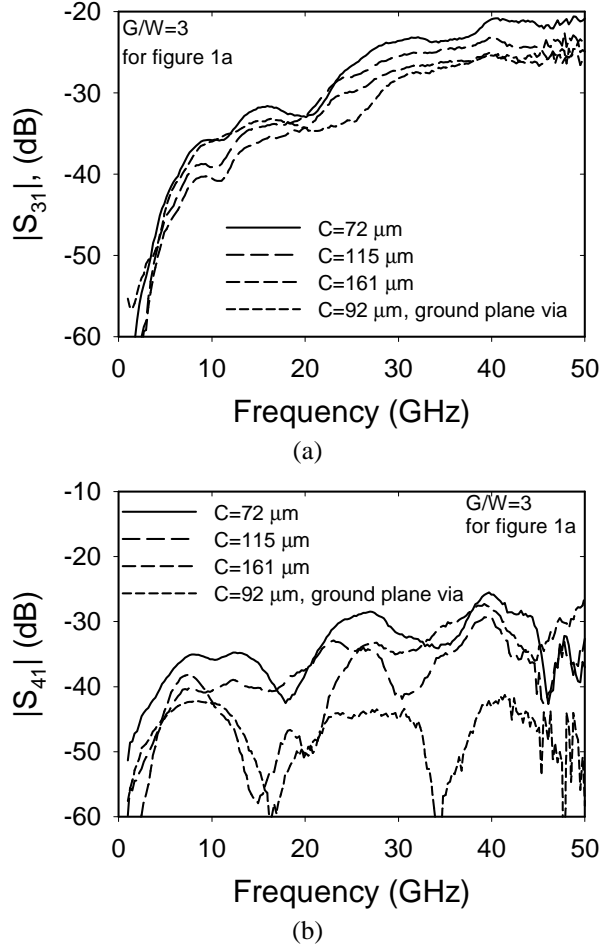 -20
-30
-40
-50
-60
|S31|, (dB)
G/W=3
for figure 1a
C=72 μm
C=115 μm
C=161 μm
C=92 μm, ground plane via
0 10 20 30 40 50
Frequency (GHz)
(a)
-10
-20
-30
-40
-50
-60
|S41| (dB)
G/W=3
for figure 1a
C=72 μm
C=115 μm
C=161 μm
C=92 μm, ground plane via
0 10 20 30 40 50
Frequency (GHz)
(b)